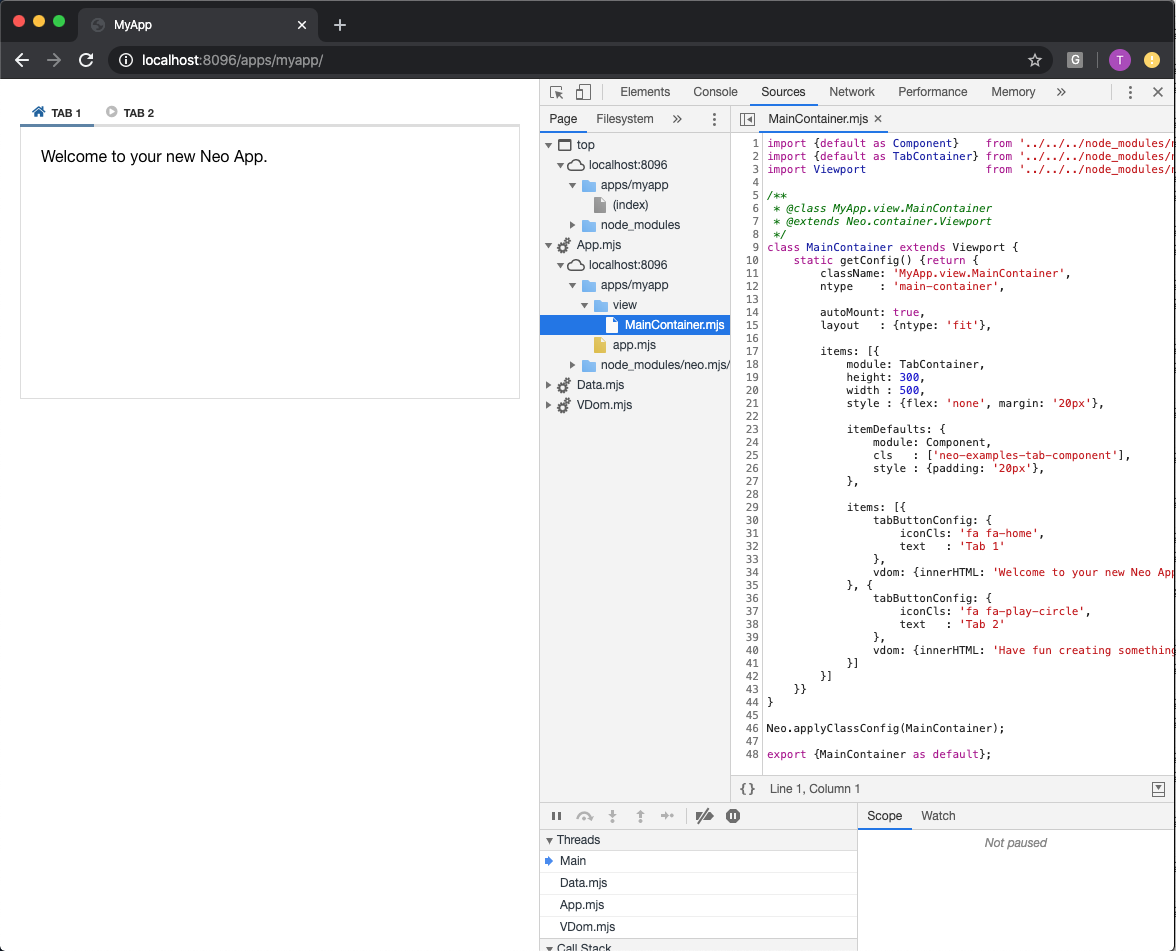 MyApp
localhost:8096/apps/myapp/
G
T
TAB 1
TAB 2
Welcome to your new Neo App.
Elements Console Sources Network Performance Memory
Page Filesystem
MainContainer.mjs
top
localhost:8096
apps/myapp
(index)
node_modules
App.mjs
localhost:8096
apps/myapp
view
MainContainer.mjs
app.mjs
node_modules/neo.mjs/
Data.mjs
VDom.mjs
1 import {default as Component}    from '../../../node_modules/
2 import {default as TabContainer} from '../../../node_modules/
3 import Viewport                  from '../../../node_modules/
4
5 /**
6  * @class MyApp.view.MainContainer
7  * @extends Neo.container.Viewport
8  */
9 class MainContainer extends Viewport {
10     static getConfig() {return {
11         className: 'MyApp.view.MainContainer',
12         ntype    : 'main-container',
13
14         autoMount: true,
15         layout   : {ntype: 'fit'},
16
17         items: [{
18             module: TabContainer,
19             height: 300,
20             width : 500,
21             style : {flex: 'none', margin: '20px'},
22
23             itemDefaults: {
24                 module: Component,
25                 cls   : ['neo-examples-tab-component'],
26                 style : {padding: '20px'},
27             },
28
29             items: [{
30                 tabButtonConfig: {
31                     iconCls: 'fa fa-home',
32                     text   : 'Tab 1'
33                 },
34                 vdom: {innerHTML: 'Welcome to your new Neo App
35             }, {
36                 tabButtonConfig: {
37                     iconCls: 'fa fa-play-circle',
38                     text   : 'Tab 2'
39                 },
40                 vdom: {innerHTML: 'Have fun creating something
41             }]
42         }]
43     }}
44 }
45
46 Neo.applyClassConfig(MainContainer);
47
48 export {MainContainer as default};
{} Line 1, Column 1
Scope Watch
Not paused
Threads
Main
Data.mjs
App.mjs
VDom.mjs
Call Stack